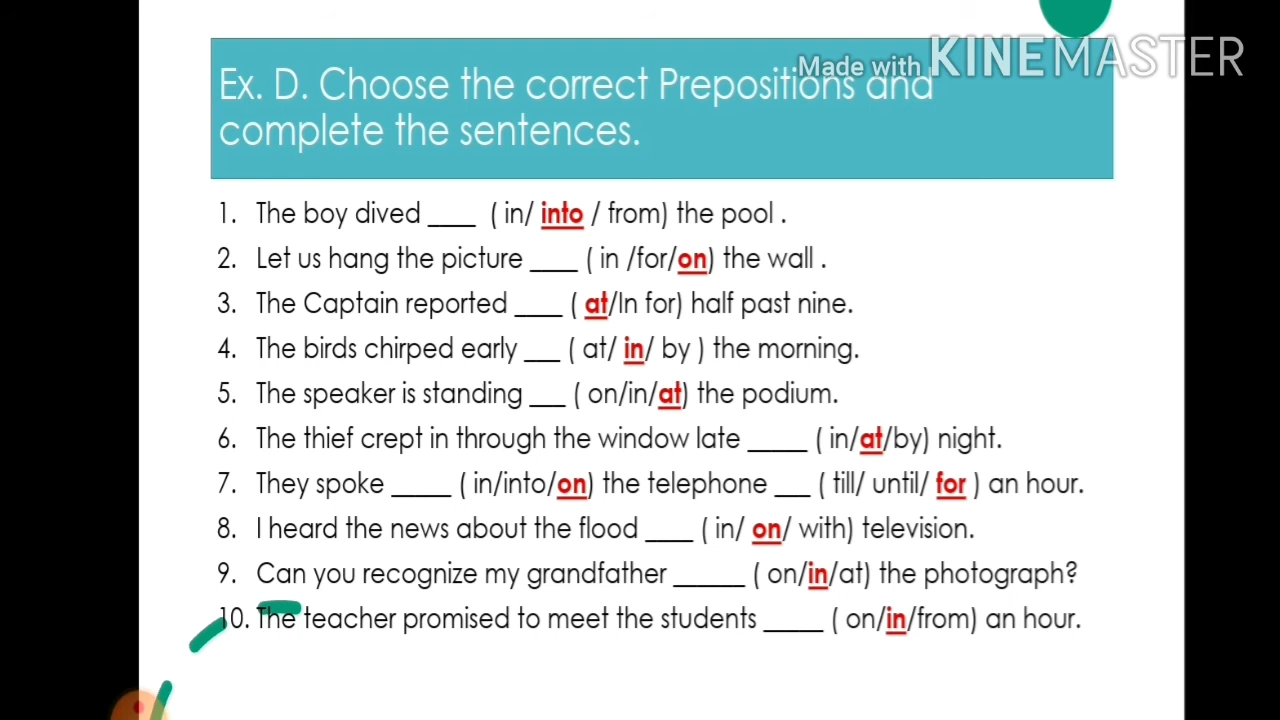 Made with KINEMASTER
Ex. D. Choose the correct Prepositions and
complete the sentences.
1. The boy dived ____ ( in/ into / from) the pool .
2. Let us hang the picture ____ ( in /for/on) the wall .
3. The Captain reported ____ ( at/In for) half past nine.
4. The birds chirped early ___ ( at/ in/ by ) the morning.
5. The speaker is standing ___ ( on/in/at) the podium.
6. The thief crept in through the window late _____ ( in/at/by) night.
7. They spoke _____ ( in/into/on) the telephone ___ ( till/ until/ for ) an hour.
8. I heard the news about the flood ____ ( in/ on/ with) television.
9. Can you recognize my grandfather ______ ( on/in/at) the photograph?
10. The teacher promised to meet the students _____ ( on/in/from) an hour.